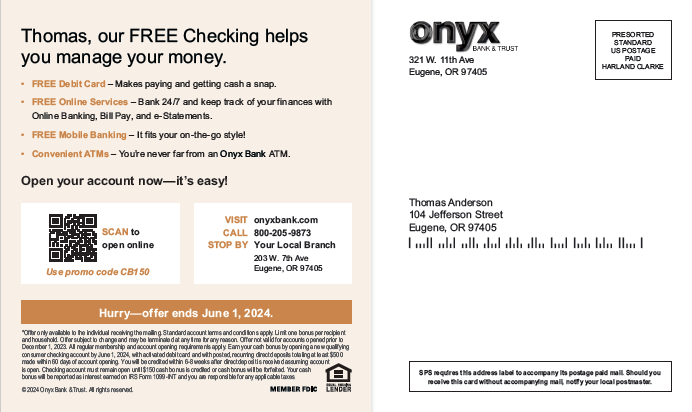 Thomas, our FREE Checking helps
you manage your money.
• FREE Debit Card – Makes paying and getting cash a snap.
• FREE Online Services – Bank 24/7 and keep track of your finances with
Online Banking, Bill Pay, and e-Statements.
• FREE Mobile Banking – It fits your on-the-go style!
• Convenient ATMs – You're never far from an Onyx Bank ATM.
Open your account now—it's easy!
SCAN to
open online
Use promo code CB150
VISIT onyxbank.com
CALL 800-205-9873
STOP BY Your Local Branch
203 W. 7th Ave
Eugene, OR 97405
Hurry—offer ends June 1, 2024.
*Offer only available to the individual receiving the mailing. Standard account terms and conditions apply. Limit one bonus per recipient
and household. Offer subject to change and may be terminated at any time for any reason. Offer not valid for accounts opened prior to
December 1, 2023. All regular membership and account opening requirements apply. Earn your cash bonus by opening a new qualifying
consumer checking account by June 1, 2024, with activated debit card and with posted, recurring direct deposits totaling at least $500
made within 60 days of account opening. You will be credited within 6-8 weeks after direct deposit is received assuming account
is open. Checking account must remain open until $150 cash bonus is credited or cash bonus will be forfeited. Your cash
bonus will be reported as interest earned on IRS Form 1099-INT and you are responsible for any applicable taxes.
© 2024 Onyx Bank & Trust. All rights reserved.
MEMBER FDIC
EQUAL HOUSING
LENDER
onyx
BANK & TRUST
321 W. 11th Ave
Eugene, OR 97405
PRESORTED
STANDARD
US POSTAGE
PAID
HARLAND CLARKE
Thomas Anderson
104 Jefferson Street
Eugene, OR 97405
SPS requires this address label to accompany its postage paid mail. Should you
receive this card without accompanying mail, notify your local postmaster.